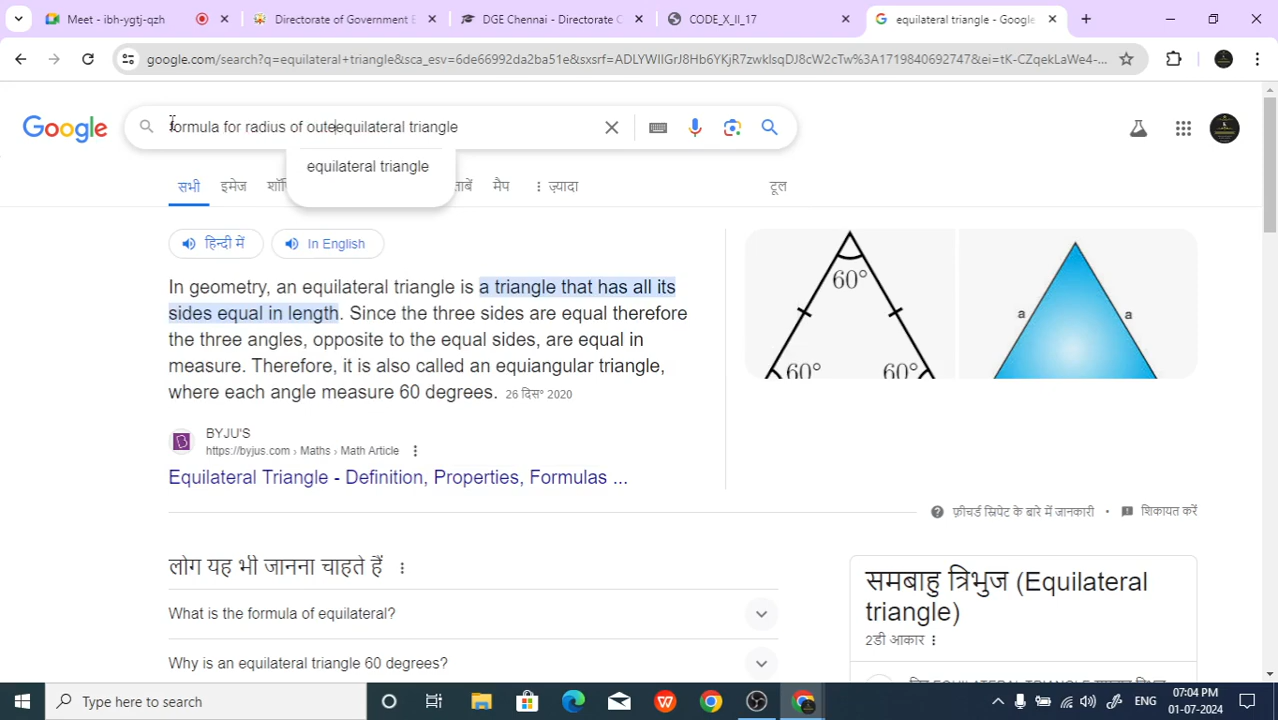 Meet - ibh-ygtj-qzh
Directorate of Government E
DGE Chennai - Directorate C
CODE_X_II_17
equilateral triangle - Google
google.com/search?q=equilateral+triangle&sca_esv=6de66992da2ba51e&sxsrf=ADLYWIIGrJ8Hb6YKjR7zwklsqDJ8cW2cTw%3A1719840692747&ei=tK-CZqekLaWe4-...
Google
formula for radius of outeequilateral triangle
equilateral triangle
सभी
इमेज
मैप
ज़्यादा
टूल
हिन्दी में
In English
In geometry, an equilateral triangle is a triangle that has all its
sides equal in length. Since the three sides are equal therefore
the three angles, opposite to the equal sides, are equal in
measure. Therefore, it is also called an equiangular triangle,
where each angle measure 60 degrees. 26 दिस॰ 2020
60°
60°
60°
a
a
BYJU'S
https://byjus.com › Maths › Math Article
Equilateral Triangle - Definition, Properties, Formulas ...
फ़ीचर्ड स्निपेट के बारे में जानकारी • शिकायत करें
लोग यह भी जानना चाहते हैं
What is the formula of equilateral?
Why is an equilateral triangle 60 degrees?
समबाहु त्रिभुज (Equilateral
triangle)
2डी आकार
Type here to search
ENG
07:04 PM
01-07-2024